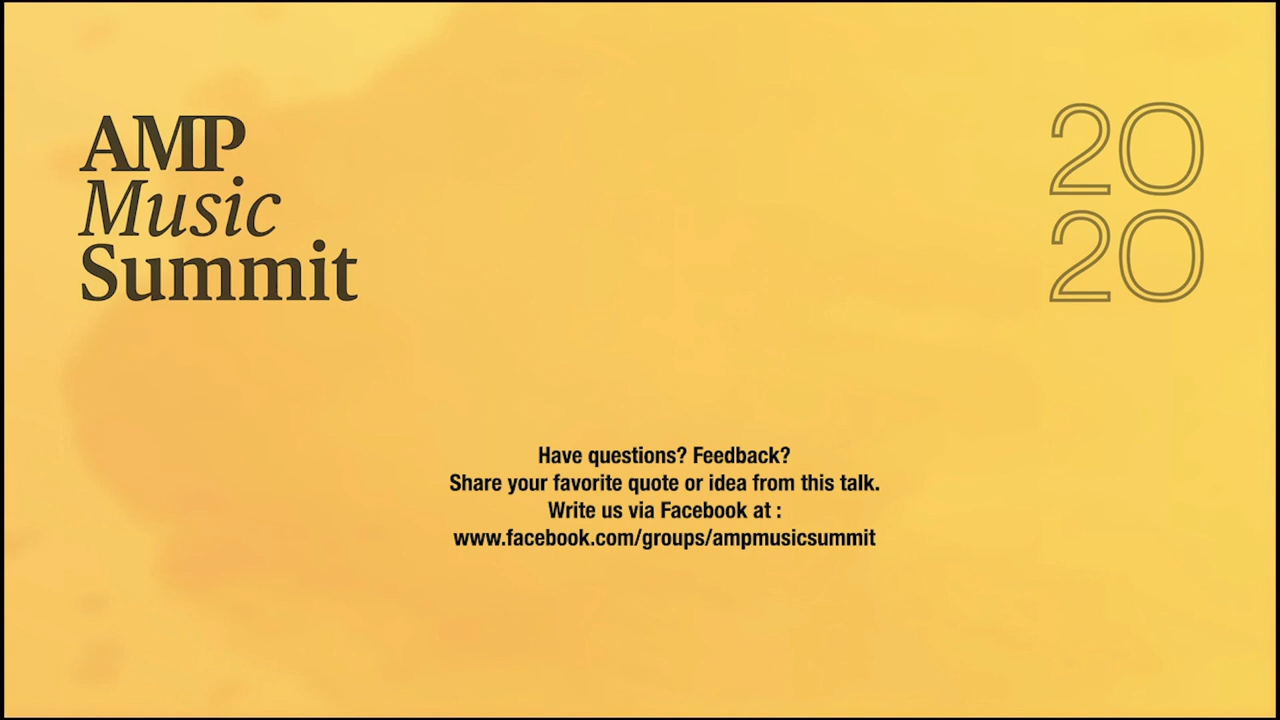 AMP
Music
Summit
20
20
Have questions? Feedback?
Share your favorite quote or idea from this talk.
Write us via Facebook at :
www.facebook.com/groups/ampmusicsummit